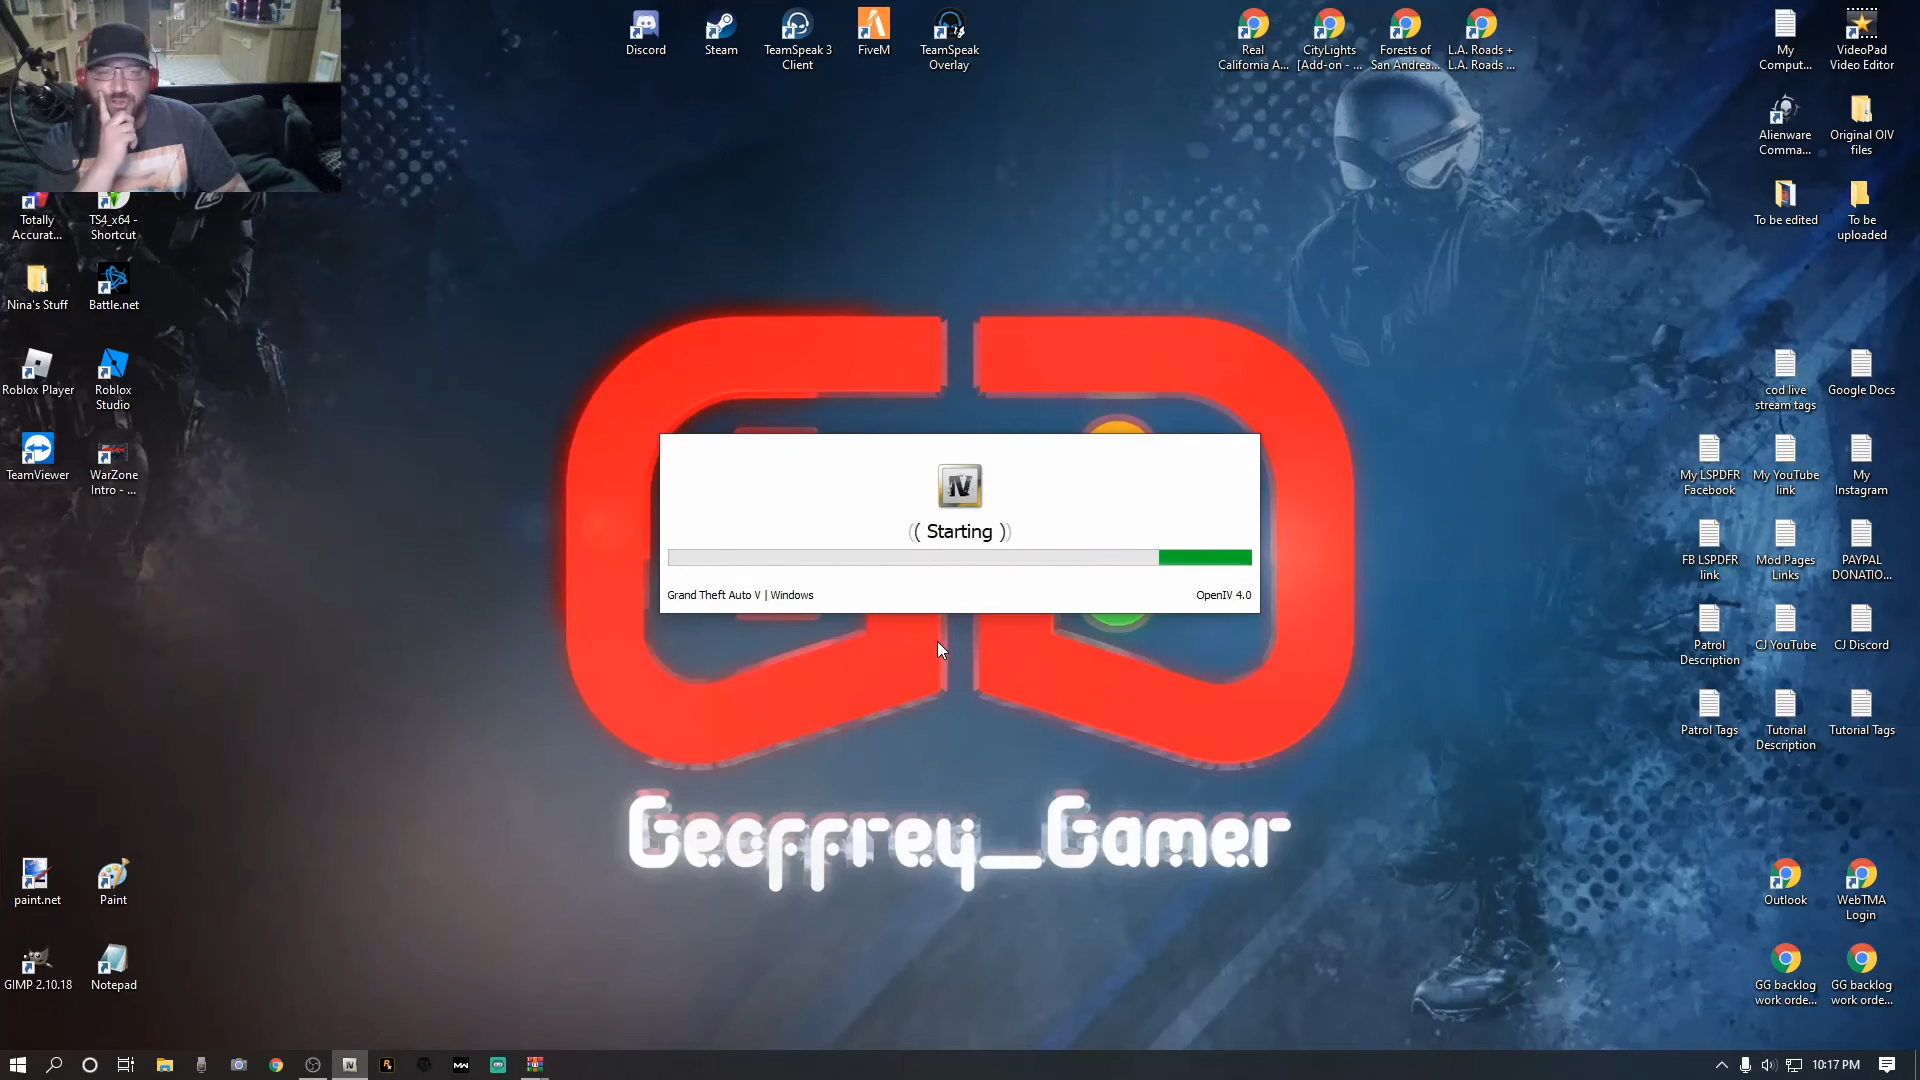 Discord
Steam
TeamSpeak 3
Client
FiveM
TeamSpeak
Overlay
Real
California A...
CityLights
[Add-on - ...
Forests of
San Andrea...
L.A. Roads +
L.A. Roads ...
My
Comput...
VideoPad
Video Editor
Alienware
Comma...
Original OIV
files
To be edited
To be
uploaded
Totally
Accurat...
TS4_x64 -
Shortcut
Nina's Stuff
Battle.net
Roblox Player
Roblox
Studio
TeamViewer
WarZone
Intro - ...
cod live
stream tags
Google Docs
My LSPDFR
Facebook
My YouTube
link
My
Instagram
FB LSPDFR
link
Mod Pages
Links
PAYPAL
DONATIO...
Patrol
Description
CJ YouTube
CJ Discord
Patrol Tags
Tutorial
Description
Tutorial Tags
IV
(( Starting ))
Grand Theft Auto V | Windows
OpenIV 4.0
Geoffrey_Gamer
paint.net
Paint
GIMP 2.10.18
Notepad
Outlook
WebTMA
Login
GG backlog
work orde...
GG backlog
work orde...
10:17 PM